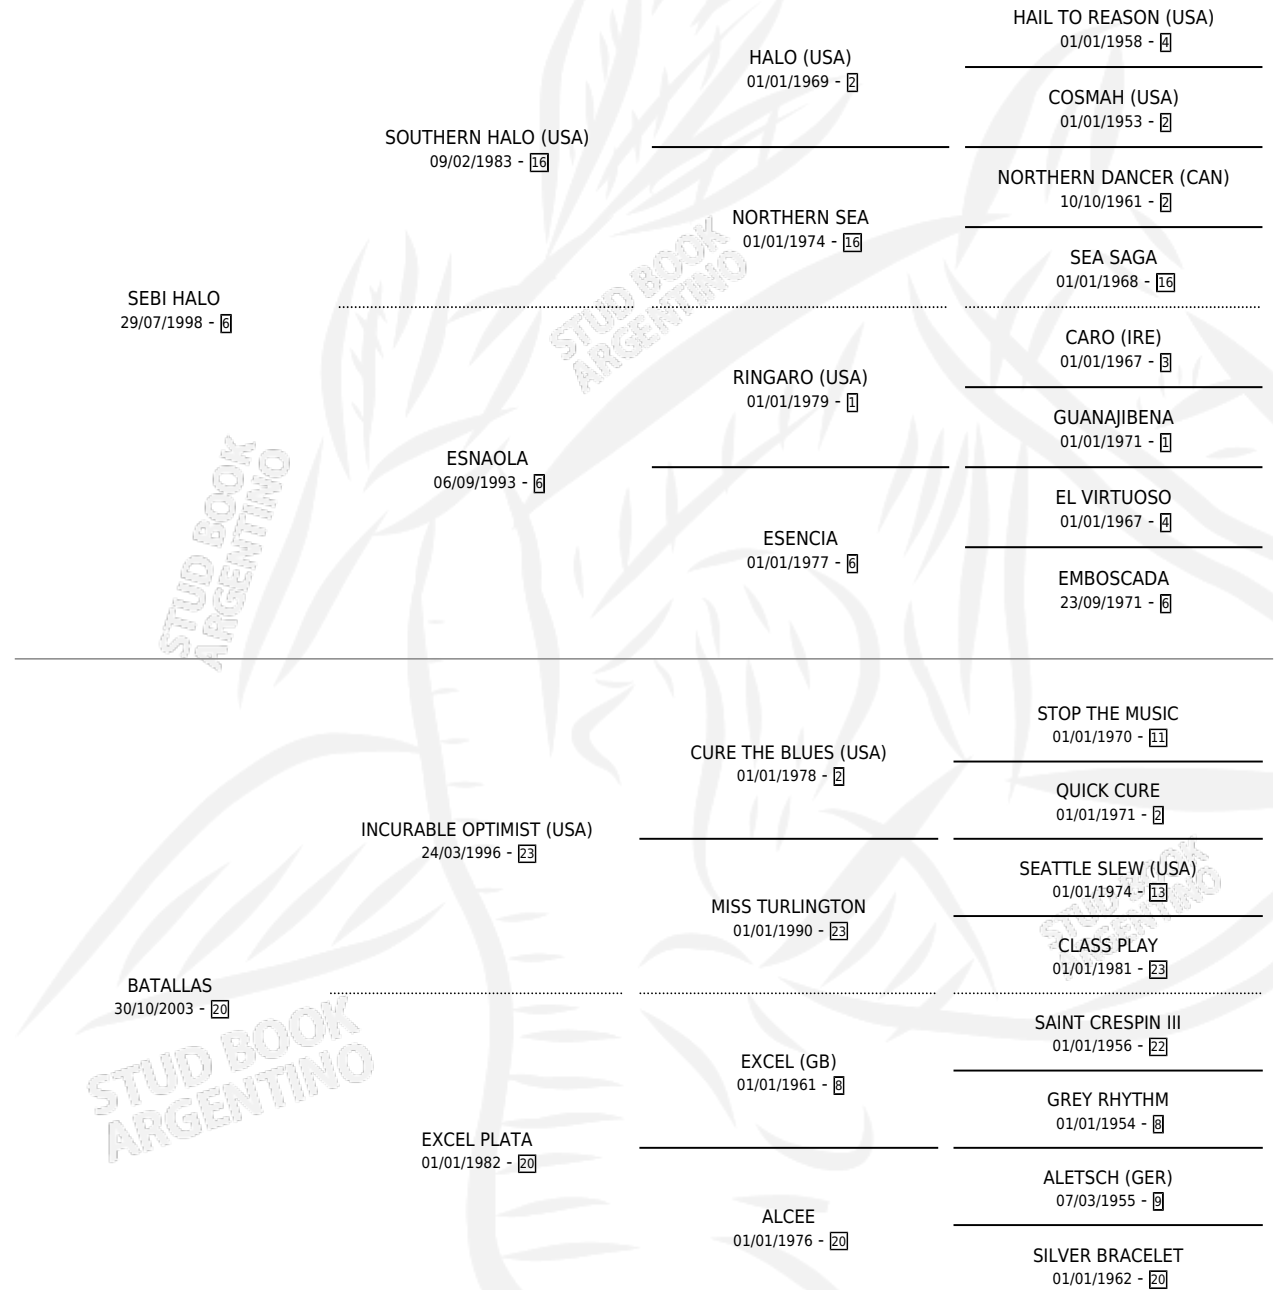 HAIL TO REASON (USA)
01/01/1958 - 4
HALO (USA)
01/01/1969 - 2
COSMAH (USA)
01/01/1953 - 2
SOUTHERN HALO (USA)
09/02/1983 - 16
NORTHERN DANCER (CAN)
10/10/1961 - 2
NORTHERN SEA
01/01/1974 - 16
SEA SAGA
01/01/1968 - 16
SEBI HALO
29/07/1998 - 6
STUD BOOK
ARGENTINO
CARO (IRE)
01/01/1967 - 3
RINGARO (USA)
01/01/1979 - 1
GUANAJIBENA
01/01/1971 - 1
ESNAOLA
06/09/1993 - 6
EL VIRTUOSO
01/01/1967 - 4
ESENCIA
01/01/1977 - 6
EMBOSCADA
23/09/1971 - 6
STUD BOOK
ARGENTINO
STOP THE MUSIC
01/01/1970 - 11
CURE THE BLUES (USA)
01/01/1978 - 2
QUICK CURE
01/01/1971 - 2
INCURABLE OPTIMIST (USA)
24/03/1996 - 23
SEATTLE SLEW (USA)
01/01/1974 - 13
MISS TURLINGTON
01/01/1990 - 23
STUD BOOK
ARGENTINO
CLASS PLAY
01/01/1981 - 23
BATALLAS
30/10/2003 - 20
SAINT CRESPIN III
01/01/1956 - 22
EXCEL (GB)
01/01/1961 - 8
STUD BOOK
ARGENTINO
GREY RHYTHM
01/01/1954 - 8
EXCEL PLATA
01/01/1982 - 20
ALETSCH (GER)
07/03/1955 - 9
ALCEE
01/01/1976 - 20
SILVER BRACELET
01/01/1962 - 20